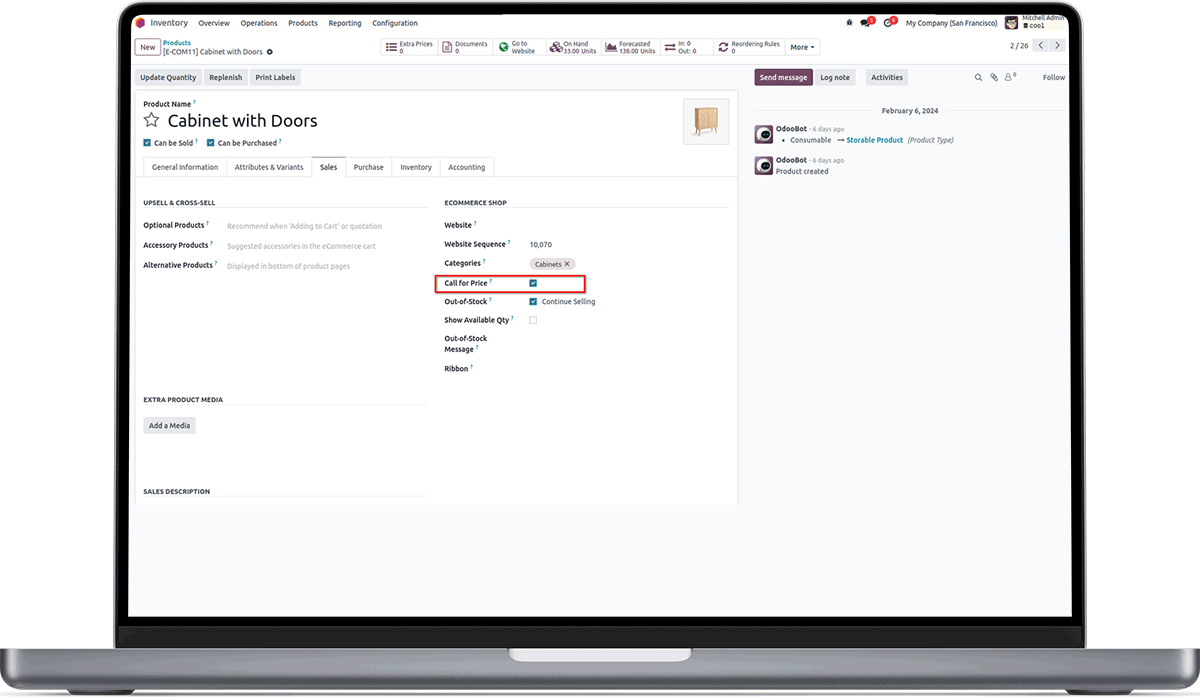 Inventory Overview Operations Products Reporting Configuration 5 8 My Company (San Francisco) Mitchell Admin
coo1
New Products
[E-COM11] Cabinet with Doors
Extra Prices 0 Documents 0 Go to Website On Hand 33.00 Units Forecasted 138.00 Units In: 0 Out: 0 Reordering Rules 0 More
2 / 26
Update Quantity Replenish Print Labels Send message Log note Activities 0 Follow
Product Name ?
Cabinet with Doors
Can be Sold ? Can be Purchased ?
General Information Attributes & Variants Sales Purchase Inventory Accounting
UPSELL & CROSS-SELL
Optional Products ? Recommend when 'Adding to Cart' or quotation
Accessory Products ? Suggested accessories in the eCommerce cart
Alternative Products ? Displayed in bottom of product pages
ECOMMERCE SHOP
Website ?
Website Sequence ? 10,070
Categories ? Cabinets ×
Call for Price ?
Out-of-Stock ? Continue Selling
Show Available Qty ?
Out-of-Stock
Message ?
Ribbon ?
EXTRA PRODUCT MEDIA
Add a Media
SALES DESCRIPTION
February 6, 2024
OdooBot - 6 days ago
• Consumable → Storable Product (Product Type)
OdooBot - 6 days ago
Product created